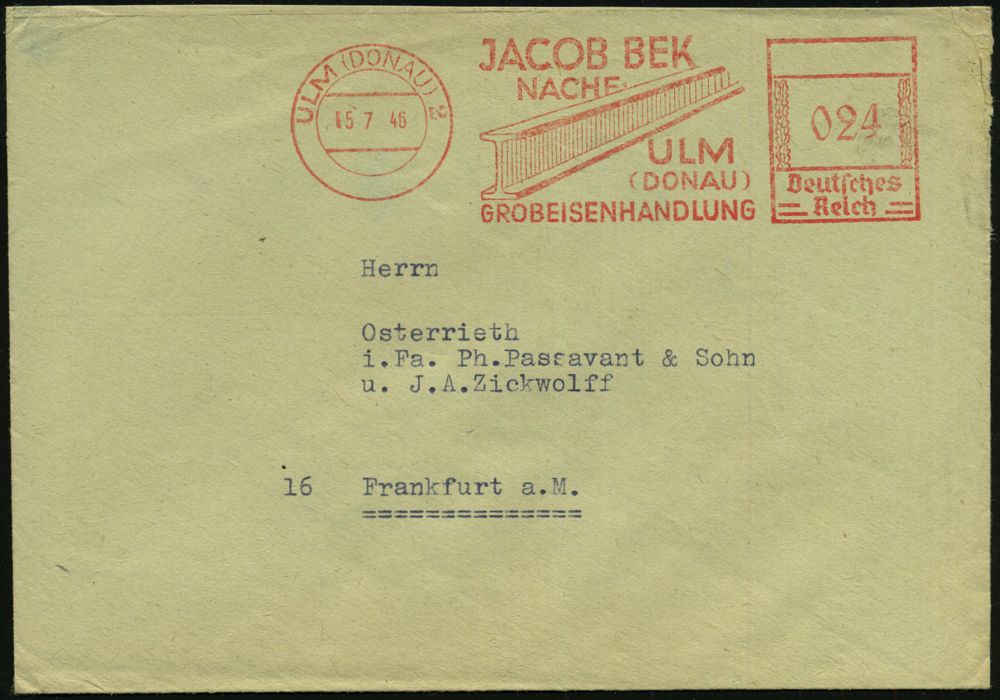 ULM (DONAU) 2
15 7 46
JACOB BEK
NACHF.
ULM
(DONAU)
GROBEISENHANDLUNG
024
Deutsches
Reich
Herrn
Osterrieth
i.Fa. Ph.Passavant & Sohn
u. J.A.Zickwolff
16 Frankfurt a.M.
==============